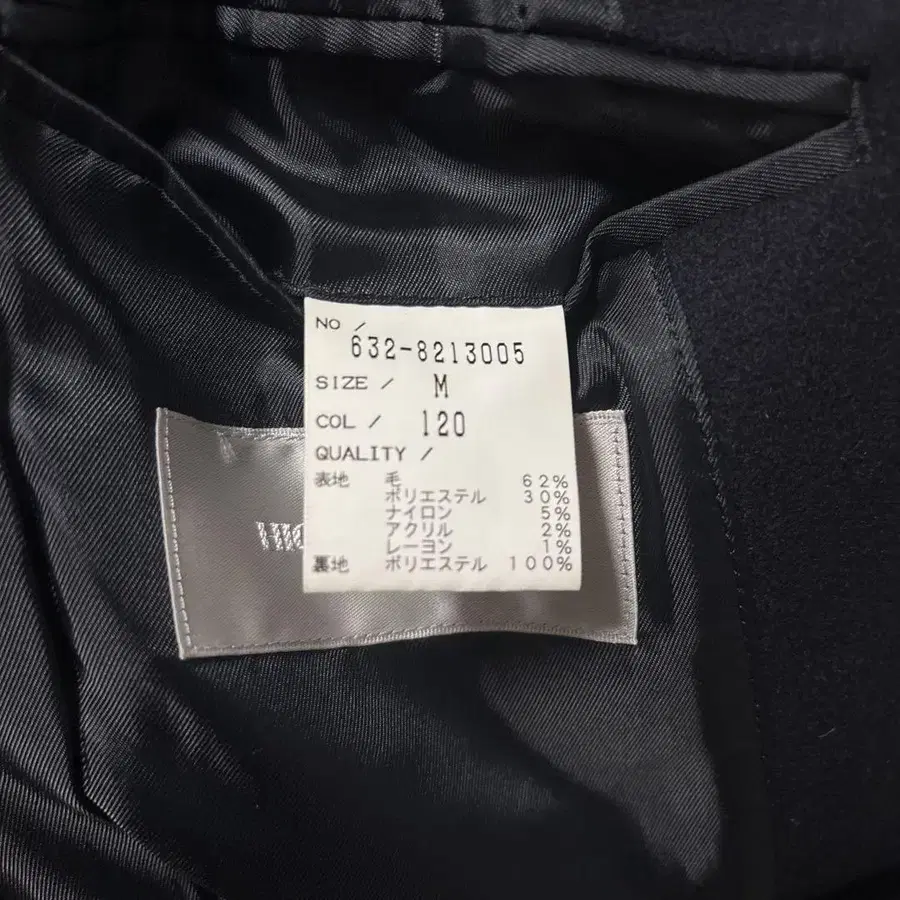 NO /
632-8213005
SIZE / M
COL / 120
QUALITY /
表地 毛 62%
ポリエステル 30%
ナイロン 5%
アクリル 2%
レーヨン 1%
裏地 ポリエステル 100%